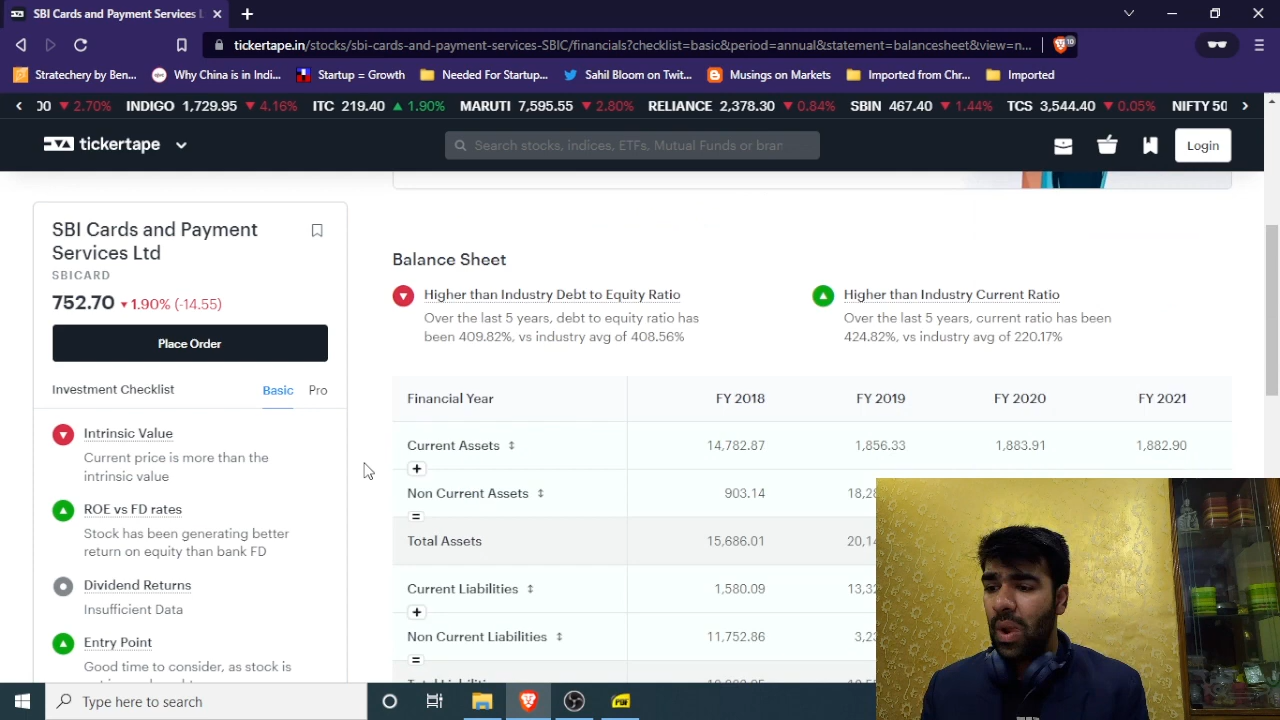 SBI Cards and Payment Services L
tickertape.in/stocks/sbi-cards-and-payment-services-SBIC/financials?checklist=basic&period=annual&statement=balancesheet&view=n...
10
Stratechery by Ben...
Why China is in Indi...
Startup = Growth
Needed For Startup...
Sahil Bloom on Twit...
Musings on Markets
Imported from Chr...
Imported
00 2.70% INDIGO 1,729.95 4.16% ITC 219.40 1.90% MARUTI 7,595.55 2.80% RELIANCE 2,378.30 0.84% SBIN 467.40 1.44% TCS 3,544.40 0.05% NIFTY 50
tickertape
Search stocks, indices, ETFs, Mutual Funds or bran
Login
SBI Cards and Payment
Services Ltd
SBICARD
752.70 1.90% (-14.55)
Place Order
Investment Checklist Basic Pro
Intrinsic Value
Current price is more than the
intrinsic value
ROE vs FD rates
Stock has been generating better
return on equity than bank FD
Dividend Returns
Insufficient Data
Entry Point
Good time to consider, as stock is
Balance Sheet
Higher than Industry Debt to Equity Ratio
Over the last 5 years, debt to equity ratio has
been 409.82%, vs industry avg of 408.56%
Higher than Industry Current Ratio
Over the last 5 years, current ratio has been
424.82%, vs industry avg of 220.17%
Financial Year FY 2018 FY 2019 FY 2020 FY 2021
Current Assets 14,782.87 1,856.33 1,883.91 1,882.90
+
Non Current Assets 903.14 18,28
=
Total Assets 15,686.01 20,14
Current Liabilities 1,580.09 13,32
+
Non Current Liabilities 11,752.86 3,23
=
Type here to search